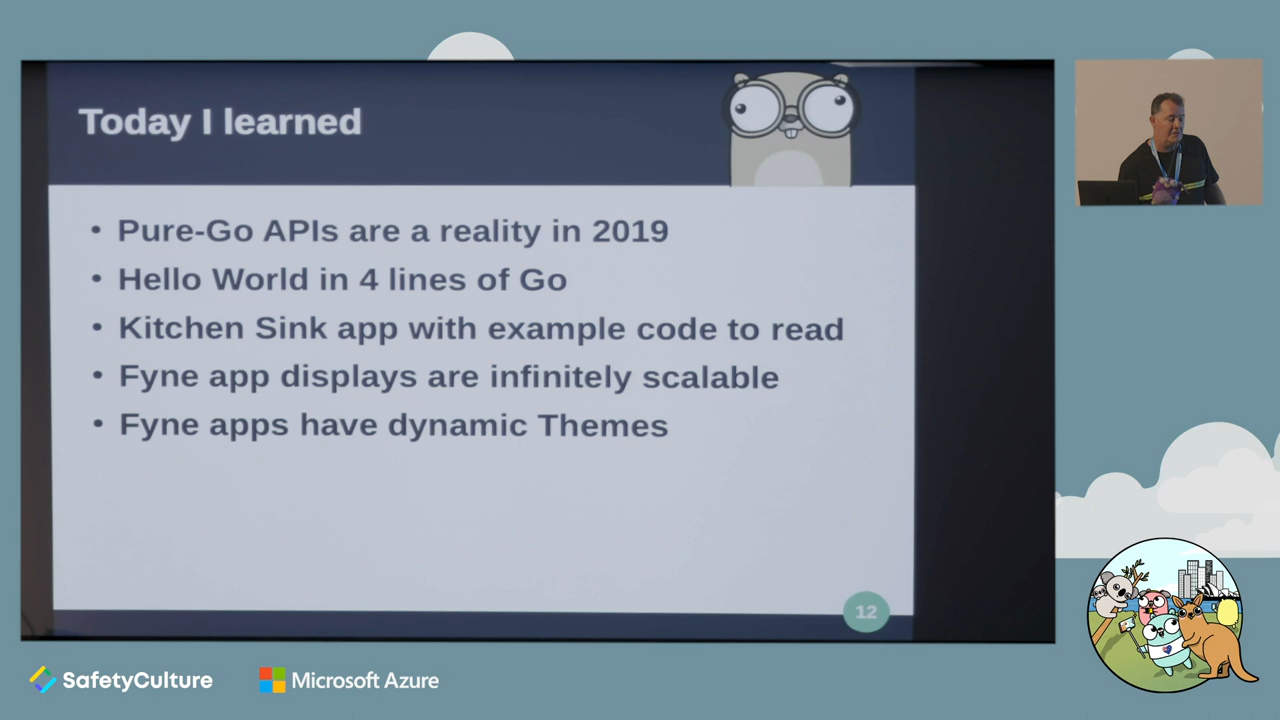 Today I learned
• Pure-Go APIs are a reality in 2019
• Hello World in 4 lines of Go
• Kitchen Sink app with example code to read
• Fyne app displays are infinitely scalable
• Fyne apps have dynamic Themes
12
SafetyCulture
Microsoft Azure